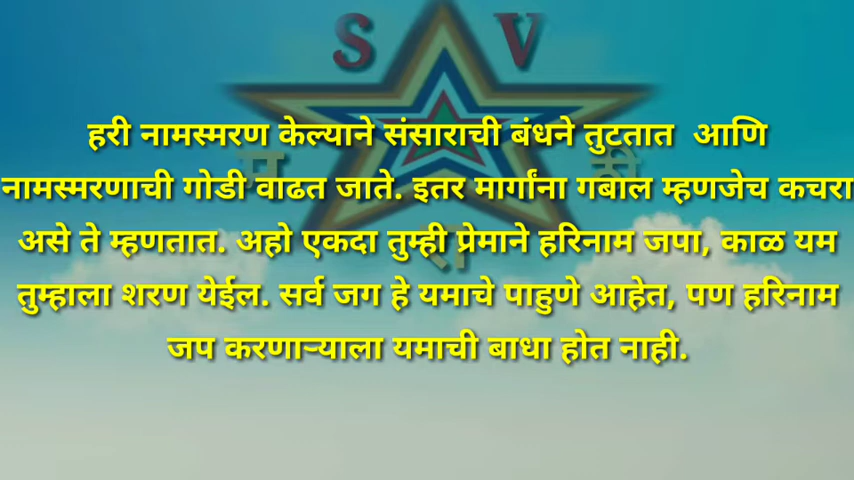 S V
हरी नामस्मरण केल्याने संसाराची बंधने तुटतात आणि
नामस्मरणाची गोडी वाढत जाते. इतर मार्गांना गबाल म्हणजेच कचरा
असे ते म्हणतात. अहो एकदा तुम्ही प्रेमाने हरिनाम जपा, काळ यम
तुम्हाला शरण येईल. सर्व जग हे यमाचे पाहुणे आहेत, पण हरिनाम
जप करणाऱ्याला यमाची बाधा होत नाही.